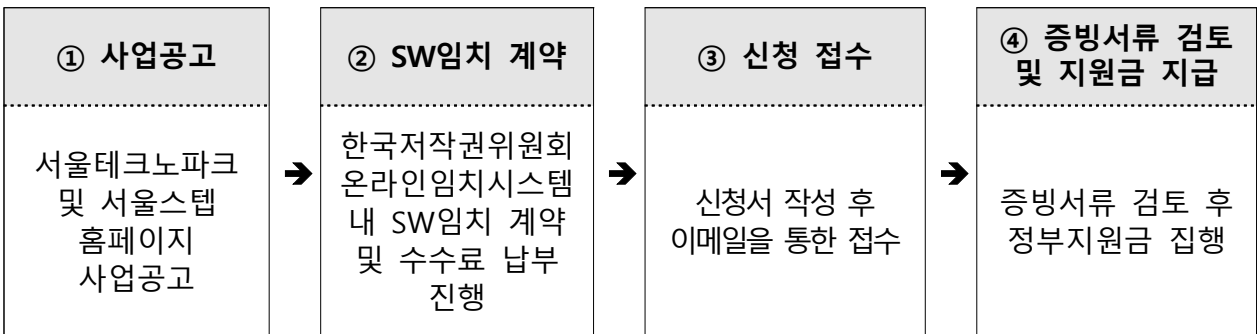 ① 사업공고
서울테크노파크
및 서울스텝
홈페이지
사업공고
➔
② SW임치 계약
한국저작권위원회
온라인임치시스템
내 SW임치 계약
및 수수료 납부
진행
➔
③ 신청 접수
신청서 작성 후
이메일을 통한 접수
➔
④ 증빙서류 검토
및 지원금 지급
증빙서류 검토 후
정부지원금 집행